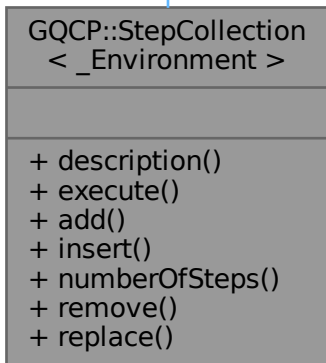 GQCP::StepCollection
< _Environment >
+ description()
+ execute()
+ add()
+ insert()
+ numberOfSteps()
+ remove()
+ replace()